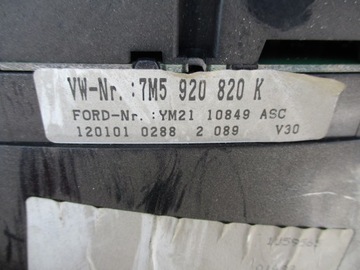 VW-Nr.:7M5 920 820 K
FORD-Nr.:YM21 10849 ASC
120101 0288 2 089 V30